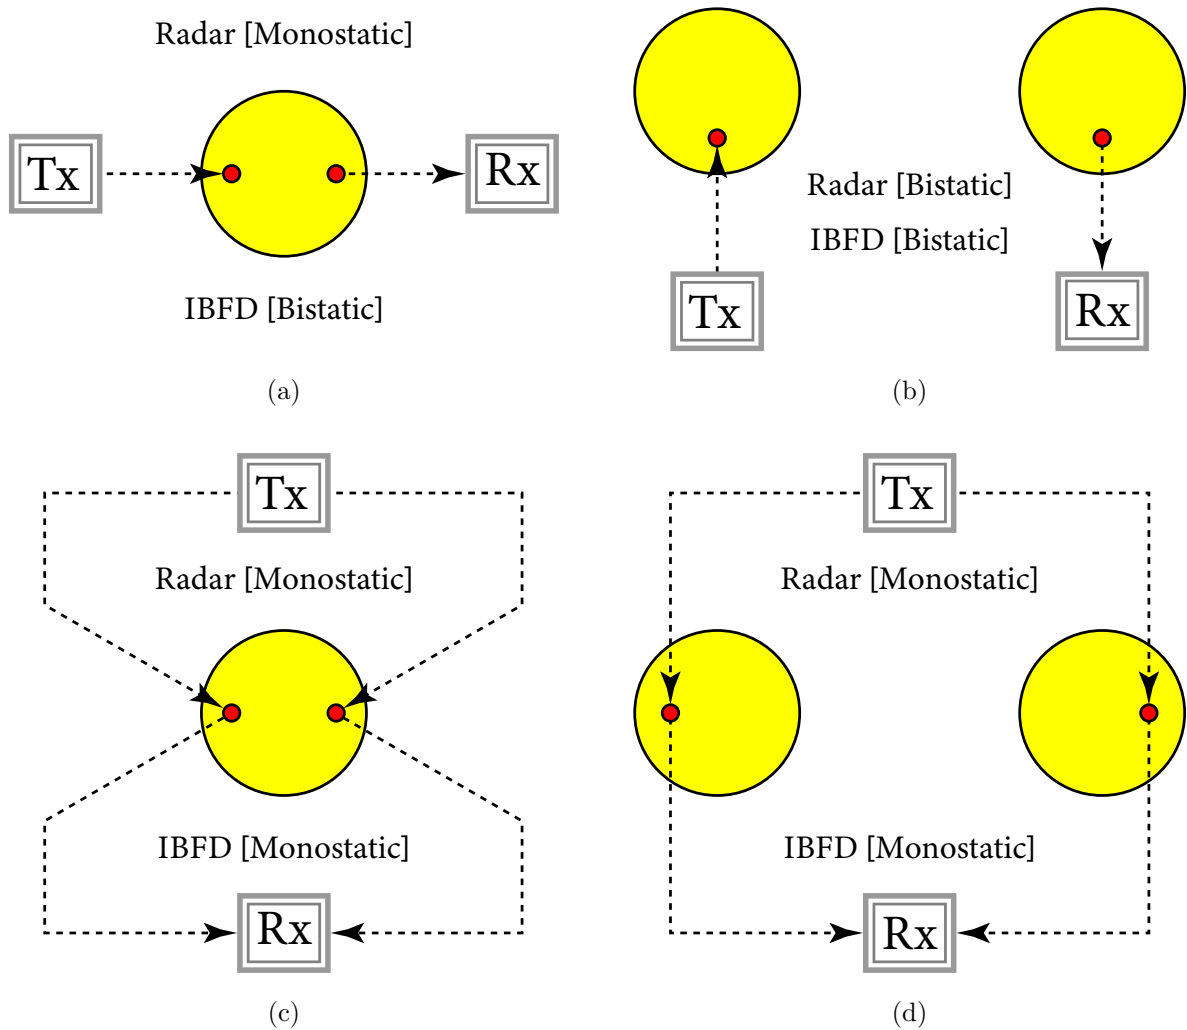 Radar [Monostatic]
Tx
Rx
IBFD [Bistatic]
(a)
Radar [Bistatic]
IBFD [Bistatic]
Tx
Rx
(b)
Tx
Radar [Monostatic]
IBFD [Monostatic]
Rx
(c)
Tx
Radar [Monostatic]
IBFD [Monostatic]
Rx
(d)